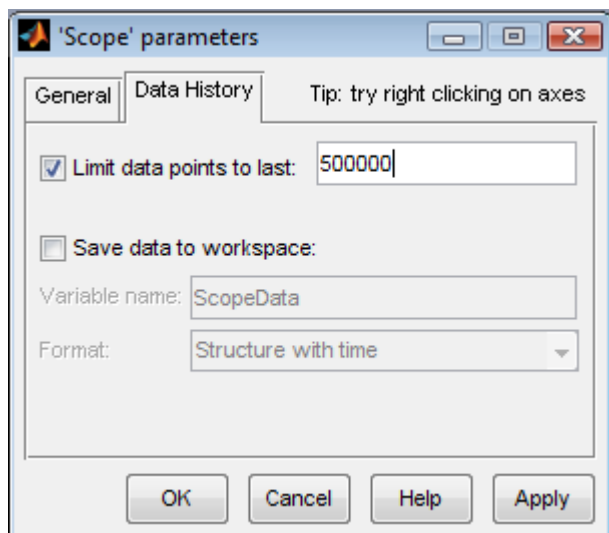 'Scope' parameters
General Data History Tip: try right clicking on axes
Limit data points to last: 500000
Save data to workspace:
Variable name: ScopeData
Format: Structure with time
OK Cancel Help Apply